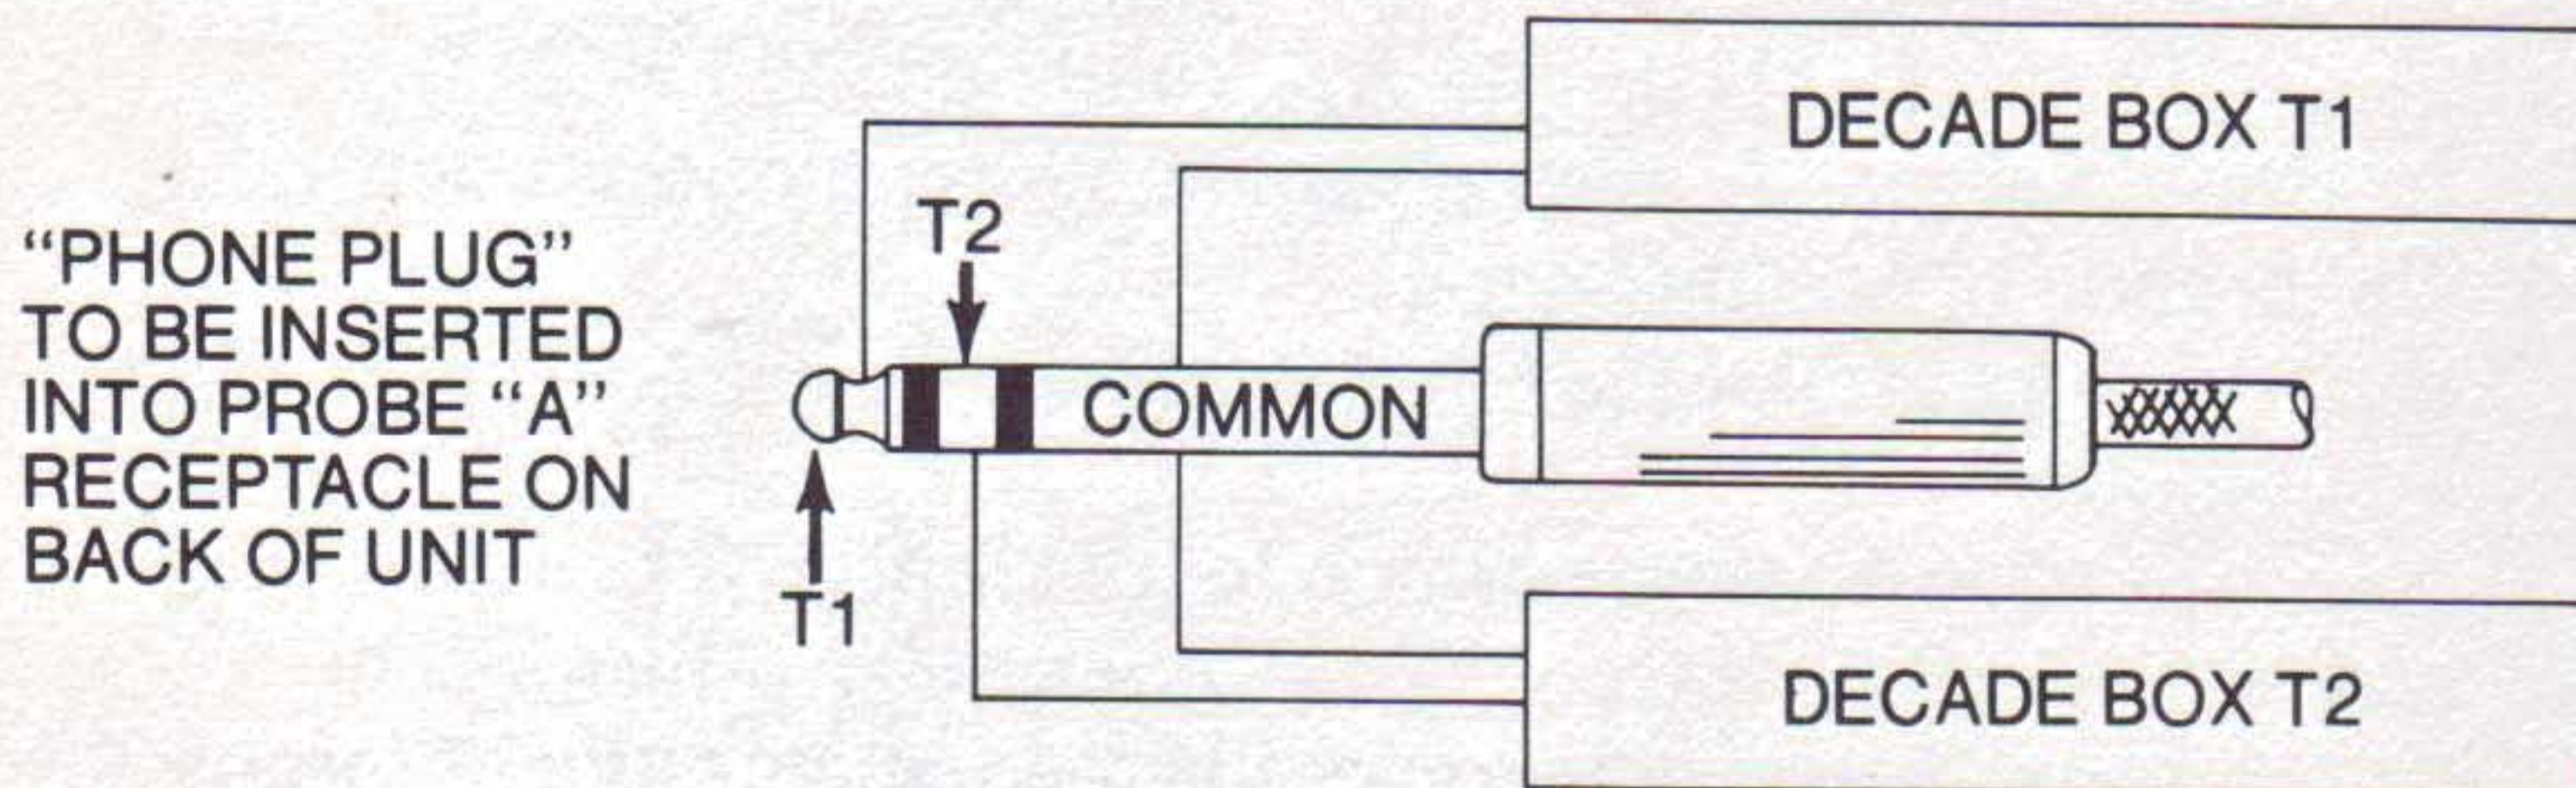 “PHONE PLUG”
TO BE INSERTED
INTO PROBE “A”
RECEPTACLE ON
BACK OF UNIT
T2
T1
COMMON
DECADE BOX T1
DECADE BOX T2